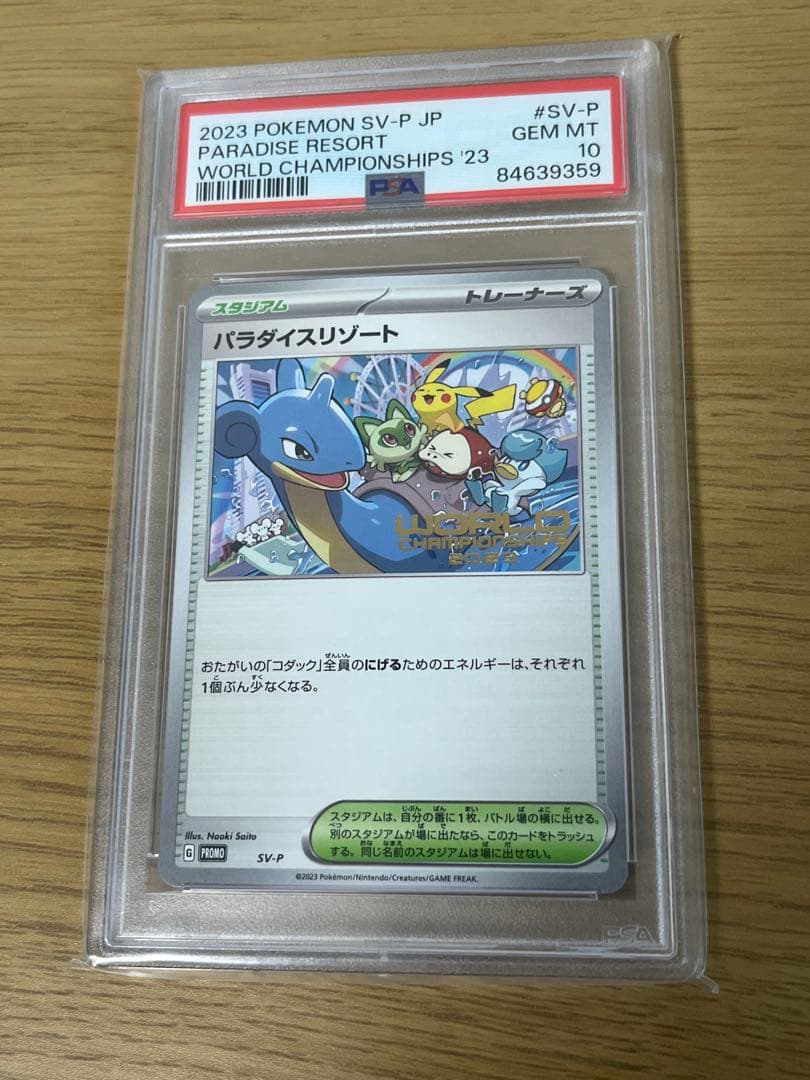 2023 POKEMON SV-P JP #SV-P
PARADISE RESORT GEM MT
WORLD CHAMPIONSHIPS '23 10
PSA 84639359
スタジアム トレーナーズ
パラダイスリゾート
WORLD
CHAMPIONSHIPS
2023
おたがいの「コダック」全員のにげるためのエネルギーは、それぞれ
1個ぶん少なくなる。
スタジアムは、自分の番に1枚、バトル場の横に出せる。
別のスタジアムが場に出たなら、このカードをトラッシュ
する。同じ名前のスタジアムは場に出せない。
Illus. Naoki Saito
G PROMO SV-P
©2023 Pokémon/Nintendo/Creatures/GAME FREAK.
PSA